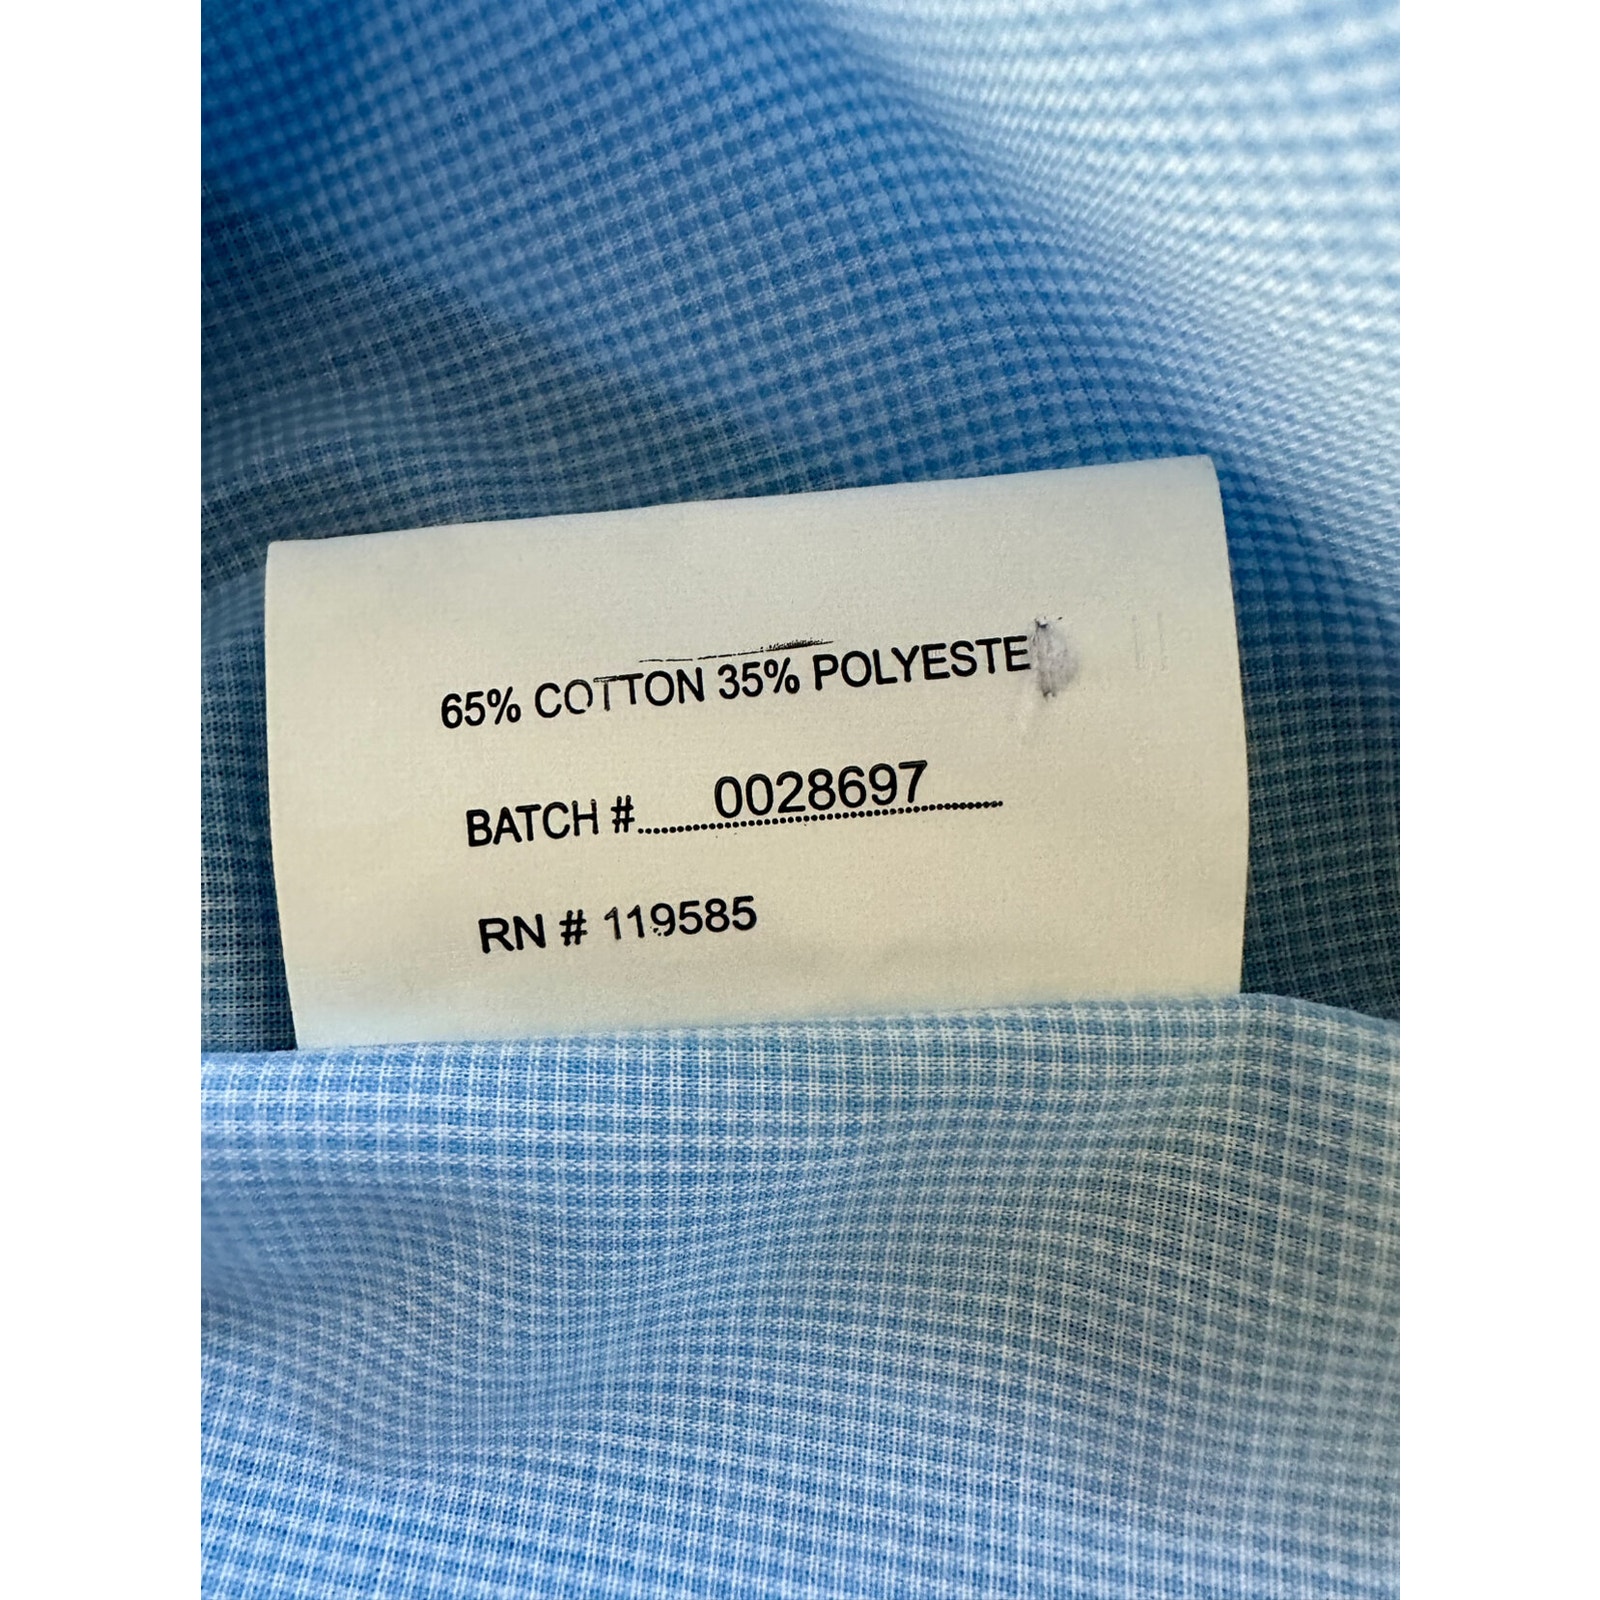 65% COTTON 35% POLYESTE
BATCH #.......0028697.......
RN # 119585